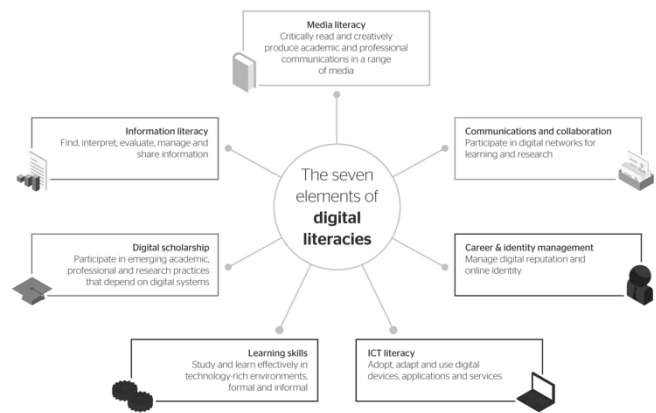 Media literacy
Critically read and creatively
produce academic and professional
communications in a range
of media
Information literacy
Find, interpret, evaluate, manage and
share information
Communications and collaboration
Participate in digital networks for
learning and research
The seven
elements of
digital
literacies
Digital scholarship
Participate in emerging academic,
professional and research practices
that depend on digital systems
Career & identity management
Manage digital reputation and
online identity
Learning skills
Study and learn effectively in
technology-rich environments,
formal and informal
ICT literacy
Adopt, adapt and use digital
devices, applications and services